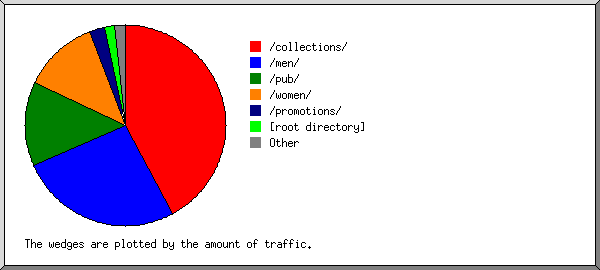 /collections/
/men/
/pub/
/women/
/promotions/
[root directory]
Other
The wedges are plotted by the amount of traffic.